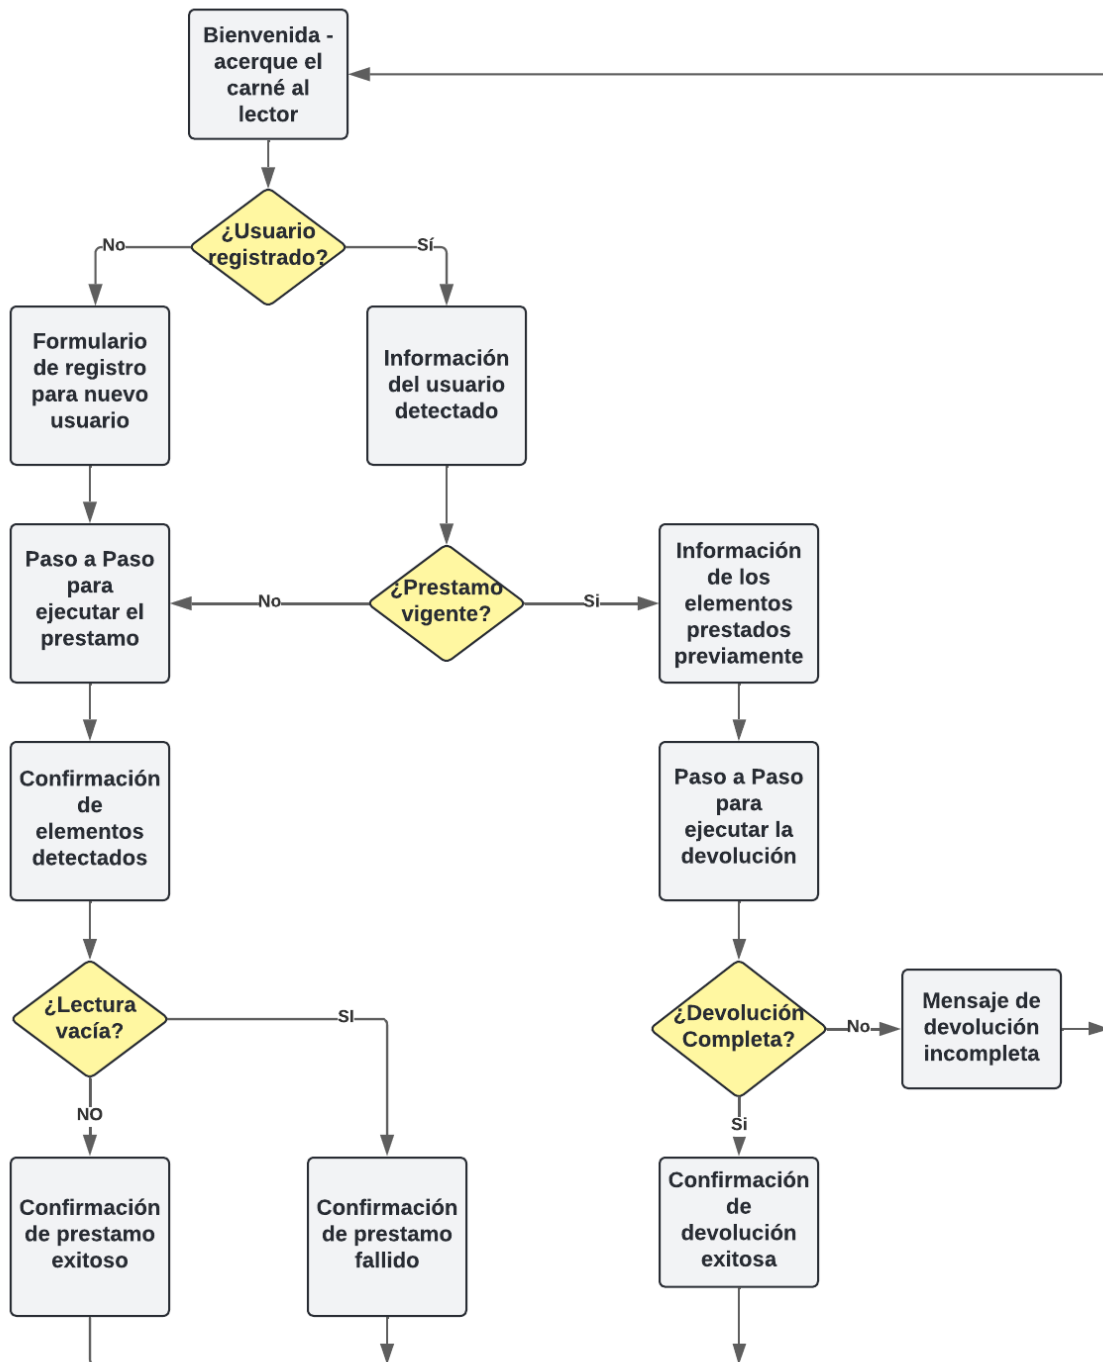 Bienvenida -
acerque el
carné al
lector
¿Usuario
registrado?
No
Sí
Formulario
de registro
para nuevo
usuario
Información
del usuario
detectado
Paso a Paso
para
ejecutar el
prestamo
No
¿Prestamo
vigente?
Si
Información
de los
elementos
prestados
previamente
Confirmación
de
elementos
detectados
Paso a Paso
para
ejecutar la
devolución
¿Lectura
vacía?
SI
NO
¿Devolución
Completa?
No
Mensaje de
devolución
incompleta
Si
Confirmación
de prestamo
exitoso
Confirmación
de prestamo
fallido
Confirmación
de
devolución
exitosa